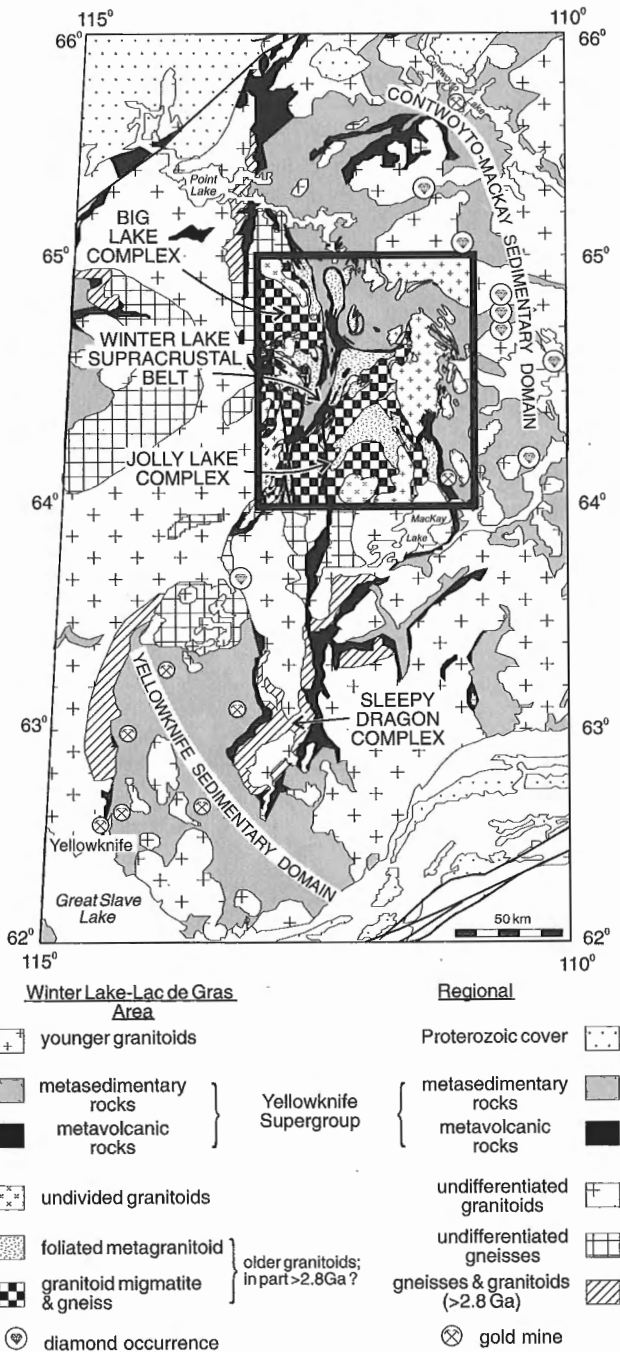 115° 110°
66° 66°
Contwoyto Lake
CONTWOYTO-MACKAY SEDIMENTARY DOMAIN
Point
Lake
BIG
LAKE
COMPLEX
65° 65°
WINTER LAKE
SUPRACRUSTAL
BELT
JOLLY LAKE
COMPLEX
64° 64°
MacKay
Lake
SLEEPY
DRAGON
COMPLEX
63° 63°
YELLOWKNIFE SEDIMENTARY DOMAIN
Yellowknife
Great Slave
Lake
50 km
62° 62°
115° 110°
Winter Lake-Lac de Gras
Area
younger granitoids
metasedimentary
rocks
metavolcanic
rocks
Yellowknife
Supergroup
undivided granitoids
foliated metagranitoid
granitoid migmatite
& gneiss
older granitoids;
in part >2.8Ga ?
diamond occurrence
Regional
Proterozoic cover
metasedimentary
rocks
metavolcanic
rocks
undifferentiated
granitoids
undifferentiated
gneisses
gneisses & granitoids
(>2.8 Ga)
gold mine